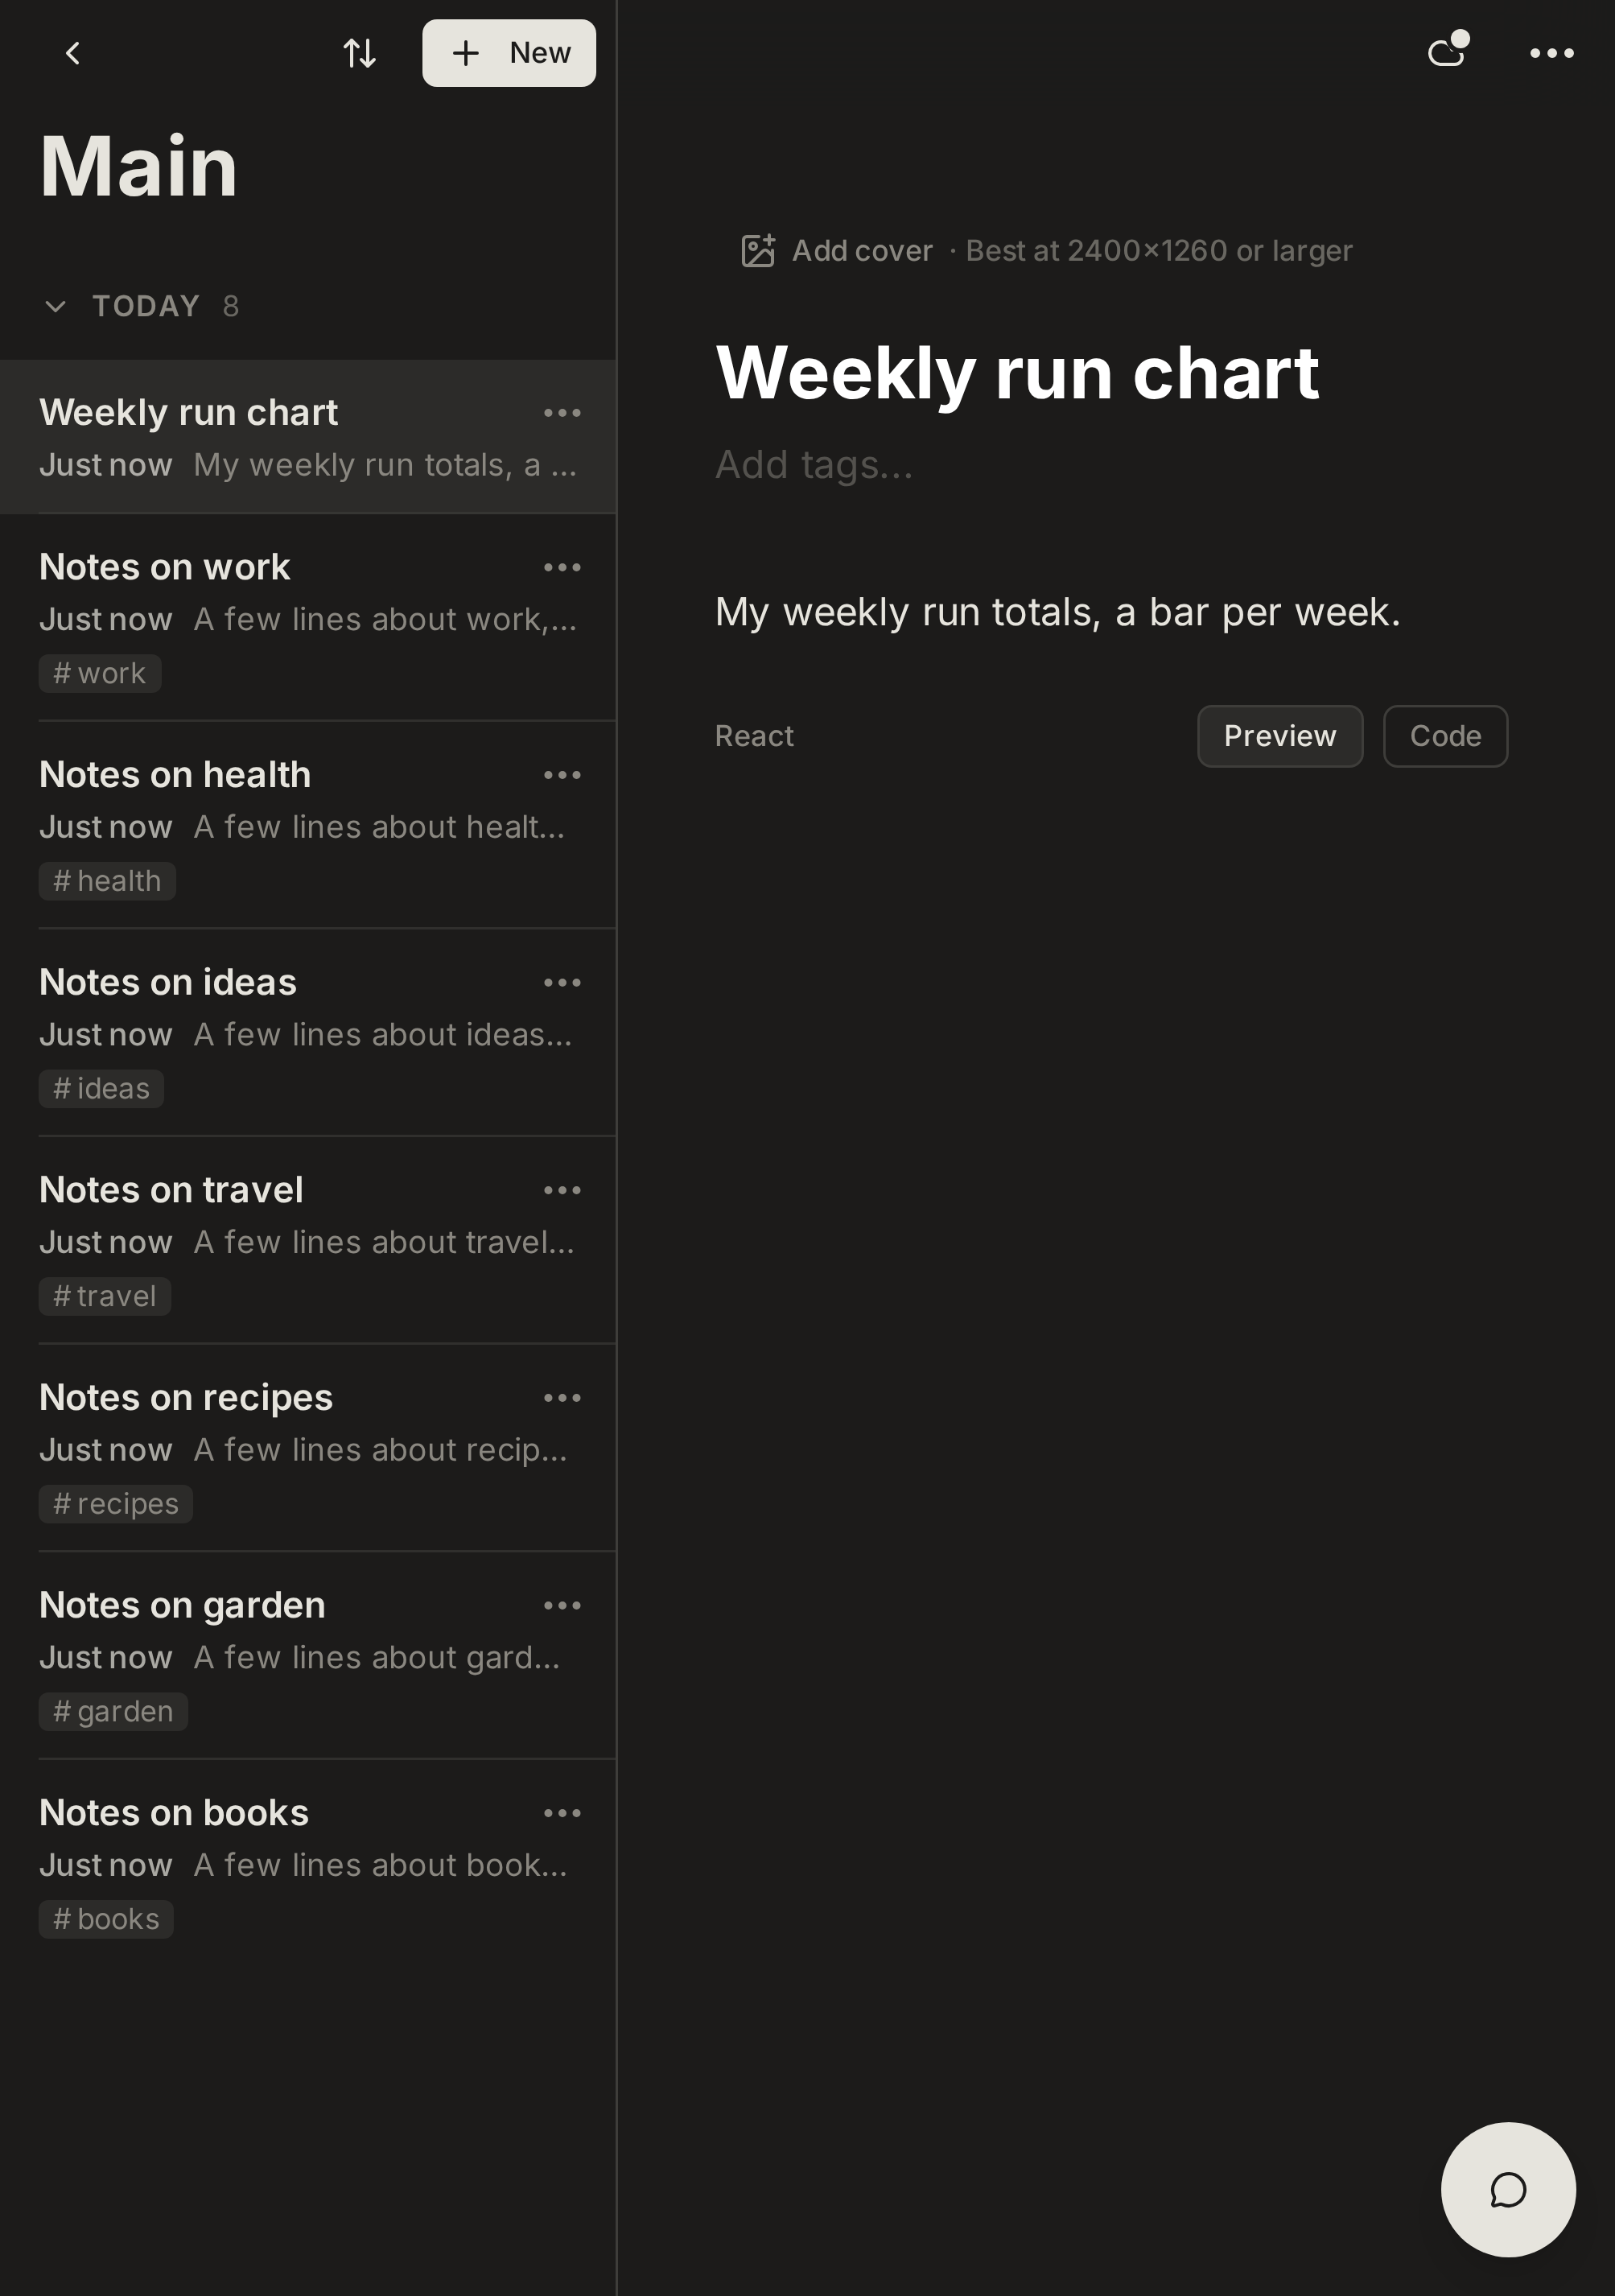 New
Main
TODAY 8
Weekly run chart
Just now My weekly run totals, a ...
Notes on work
Just now A few lines about work,...
# work
Notes on health
Just now A few lines about healt...
# health
Notes on ideas
Just now A few lines about ideas...
# ideas
Notes on travel
Just now A few lines about travel...
# travel
Notes on recipes
Just now A few lines about recip...
# recipes
Notes on garden
Just now A few lines about gard...
# garden
Notes on books
Just now A few lines about book...
# books
Add cover · Best at 2400×1260 or larger
Weekly run chart
Add tags...
My weekly run totals, a bar per week.
React Preview Code